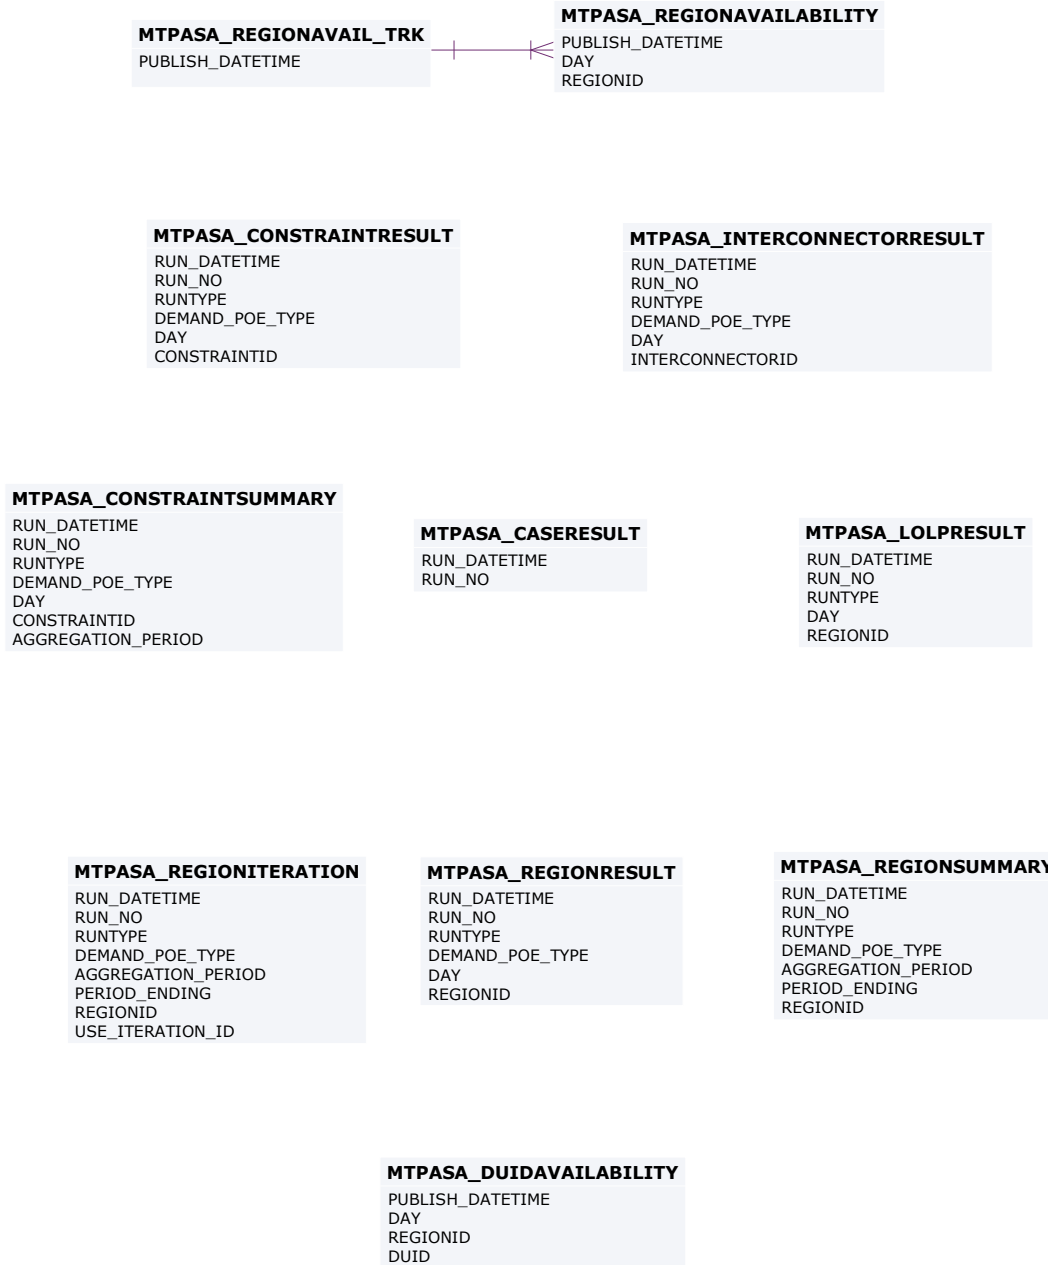 MTPASA_REGIONAVAIL_TRK
PUBLISH_DATETIME
MTPASA_REGIONAVAILABILITY
PUBLISH_DATETIME
DAY
REGIONID
MTPASA_CONSTRAINTRESULT
RUN_DATETIME
RUN_NO
RUNTYPE
DEMAND_POE_TYPE
DAY
CONSTRAINTID
MTPASA_INTERCONNECTORRESULT
RUN_DATETIME
RUN_NO
RUNTYPE
DEMAND_POE_TYPE
DAY
INTERCONNECTORID
MTPASA_CONSTRAINTSUMMARY
RUN_DATETIME
RUN_NO
RUNTYPE
DEMAND_POE_TYPE
DAY
CONSTRAINTID
AGGREGATION_PERIOD
MTPASA_CASERESULT
RUN_DATETIME
RUN_NO
MTPASA_LOLPRESULT
RUN_DATETIME
RUN_NO
RUNTYPE
DAY
REGIONID
MTPASA_REGIONITERATION
RUN_DATETIME
RUN_NO
RUNTYPE
DEMAND_POE_TYPE
AGGREGATION_PERIOD
PERIOD_ENDING
REGIONID
USE_ITERATION_ID
MTPASA_REGIONRESULT
RUN_DATETIME
RUN_NO
RUNTYPE
DEMAND_POE_TYPE
DAY
REGIONID
MTPASA_REGIONSUMMARY
RUN_DATETIME
RUN_NO
RUNTYPE
DEMAND_POE_TYPE
AGGREGATION_PERIOD
PERIOD_ENDING
REGIONID
MTPASA_DUIDAVAILABILITY
PUBLISH_DATETIME
DAY
REGIONID
DUID